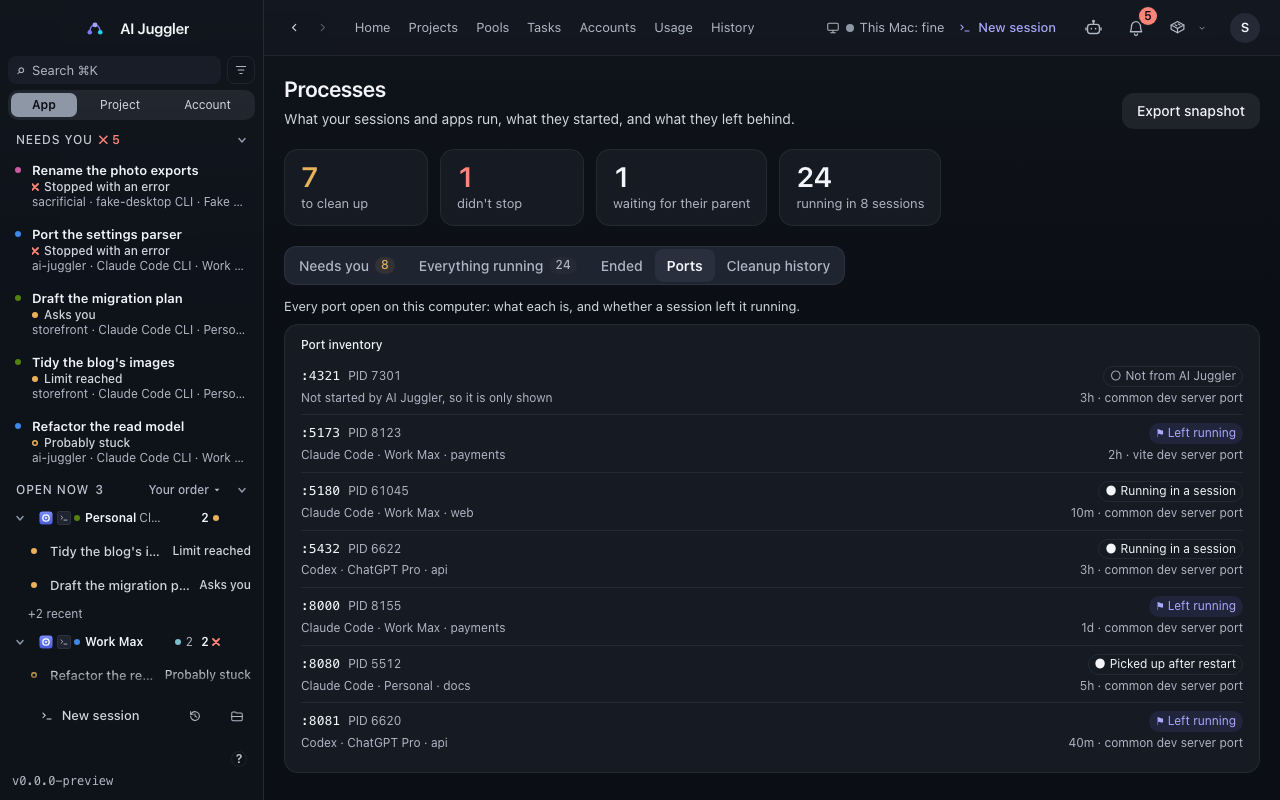 AI Juggler
Search ⌘K
App Project Account
NEEDS YOU 5
Rename the photo exports
Stopped with an error
sacrificial · fake-desktop CLI · Fake ...
Port the settings parser
Stopped with an error
ai-juggler · Claude Code CLI · Work ...
Draft the migration plan
Asks you
storefront · Claude Code CLI · Perso...
Tidy the blog's images
Limit reached
storefront · Claude Code CLI · Perso...
Refactor the read model
Probably stuck
ai-juggler · Claude Code CLI · Work ...
OPEN NOW 3 Your order
Personal Cl... 2
Tidy the blog's i... Limit reached
Draft the migration p... Asks you
+2 recent
Work Max 2 2
Refactor the re... Probably stuck
New session
?
v0.0.0-preview
Home Projects Pools Tasks Accounts Usage History
This Mac: fine New session 5 S
Processes
What your sessions and apps run, what they started, and what they left behind.
Export snapshot
7
to clean up
1
didn't stop
1
waiting for their parent
24
running in 8 sessions
Needs you 8 Everything running 24 Ended Ports Cleanup history
Every port open on this computer: what each is, and whether a session left it running.
Port inventory
:4321 PID 7301 Not from AI Juggler
Not started by AI Juggler, so it is only shown 3h · common dev server port
:5173 PID 8123 Left running
Claude Code · Work Max · payments 2h · vite dev server port
:5180 PID 61045 Running in a session
Claude Code · Work Max · web 10m · common dev server port
:5432 PID 6622 Running in a session
Codex · ChatGPT Pro · api 3h · common dev server port
:8000 PID 8155 Left running
Claude Code · Work Max · payments 1d · common dev server port
:8080 PID 5512 Picked up after restart
Claude Code · Personal · docs 5h · common dev server port
:8081 PID 6620 Left running
Codex · ChatGPT Pro · api 40m · common dev server port